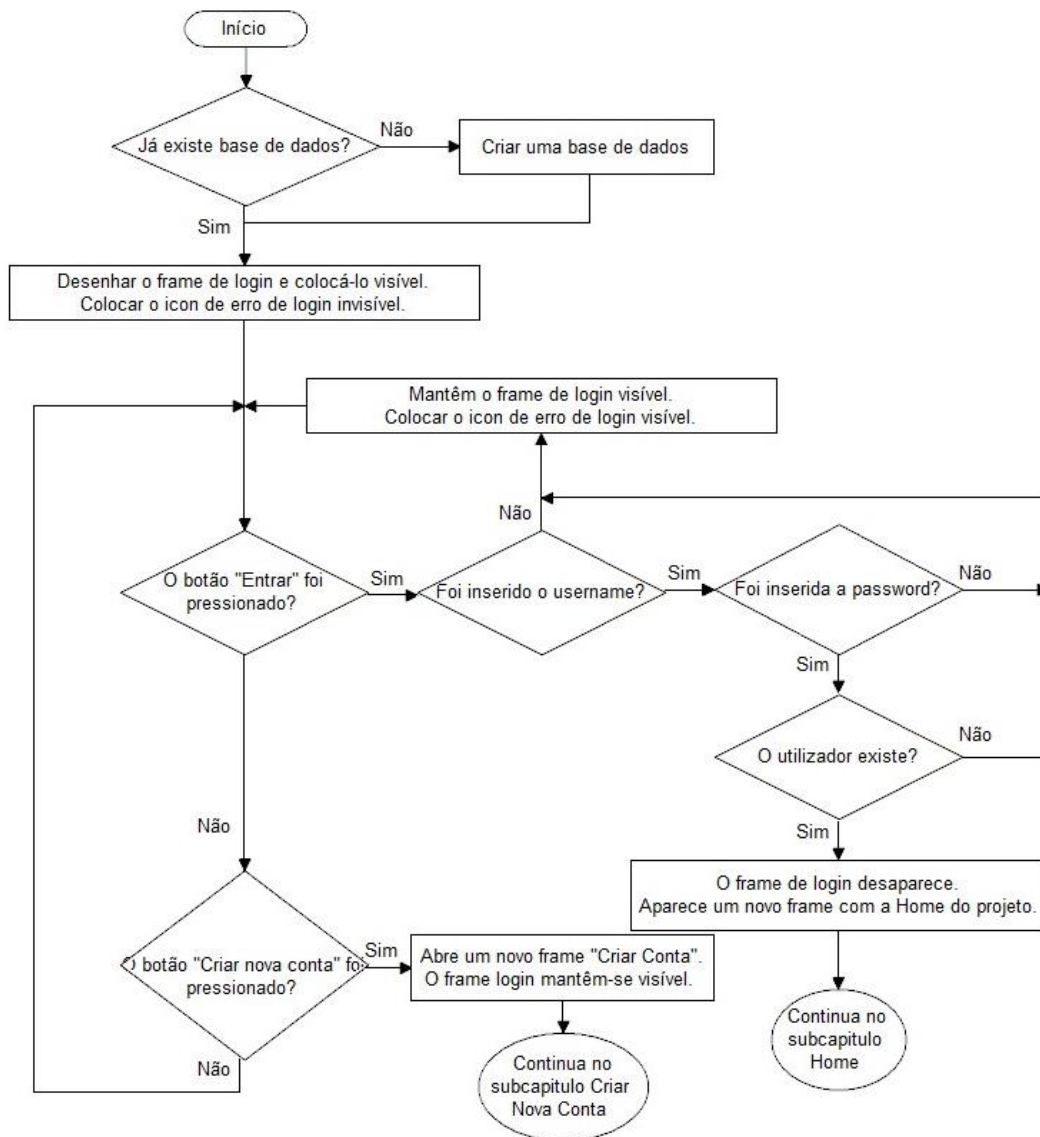 Início
Já existe base de dados?
Não
Criar uma base de dados
Sim
Desenhar o frame de login e colocá-lo visível.
Colocar o icon de erro de login invisível.
Mantêm o frame de login visível.
Colocar o icon de erro de login visível.
Não
O botão "Entrar" foi
pressionado?
Sim
Foi inserido o username?
Sim
Foi inserida a password?
Não
Sim
O utilizador existe?
Não
Sim
Não
O frame de login desaparece.
Aparece um novo frame com a Home do projeto.
O botão "Criar nova conta" foi
pressionado?
Sim
Abre um novo frame "Criar Conta".
O frame login mantêm-se visível.
Não
Continua no
subcapitulo
Home
Continua no
subcapitulo Criar
Nova Conta